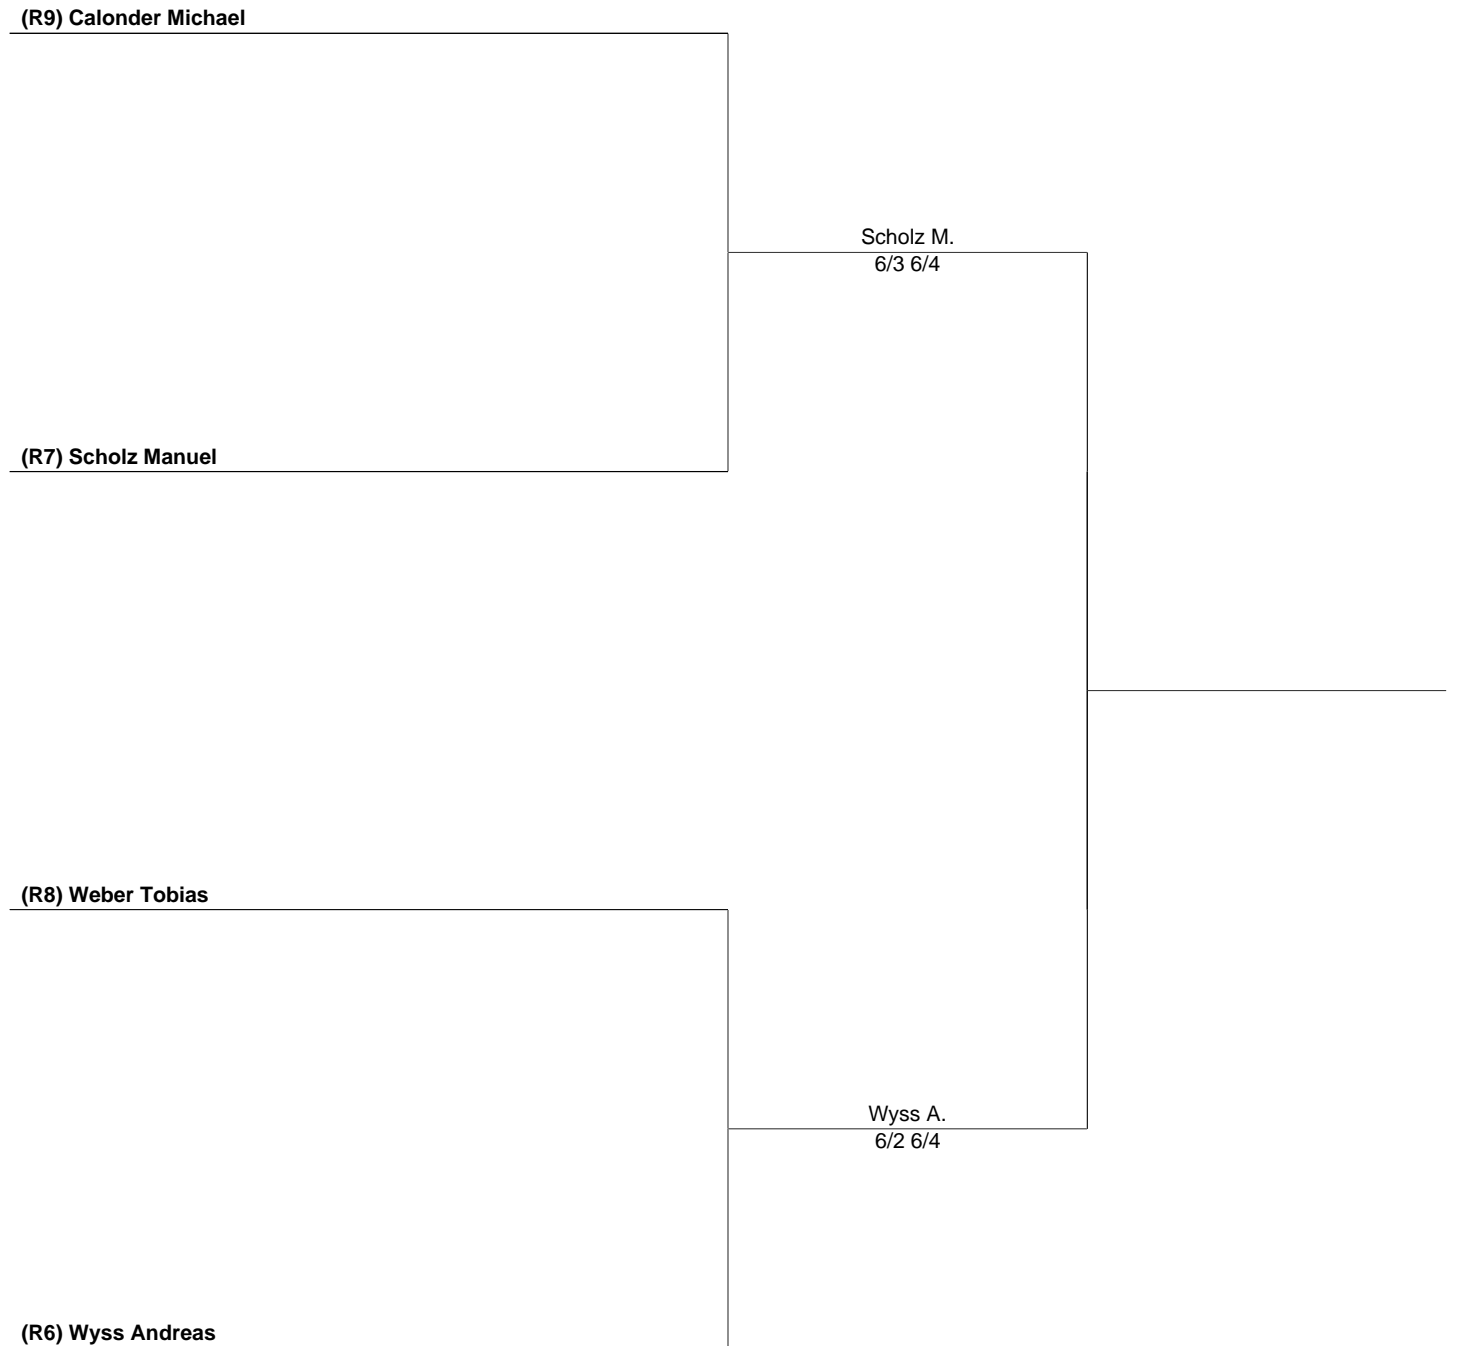 (R9) Calonder Michael
Scholz M.
6/3 6/4
(R7) Scholz Manuel
(R8) Weber Tobias
Wyss A.
6/2 6/4
(R6) Wyss Andreas